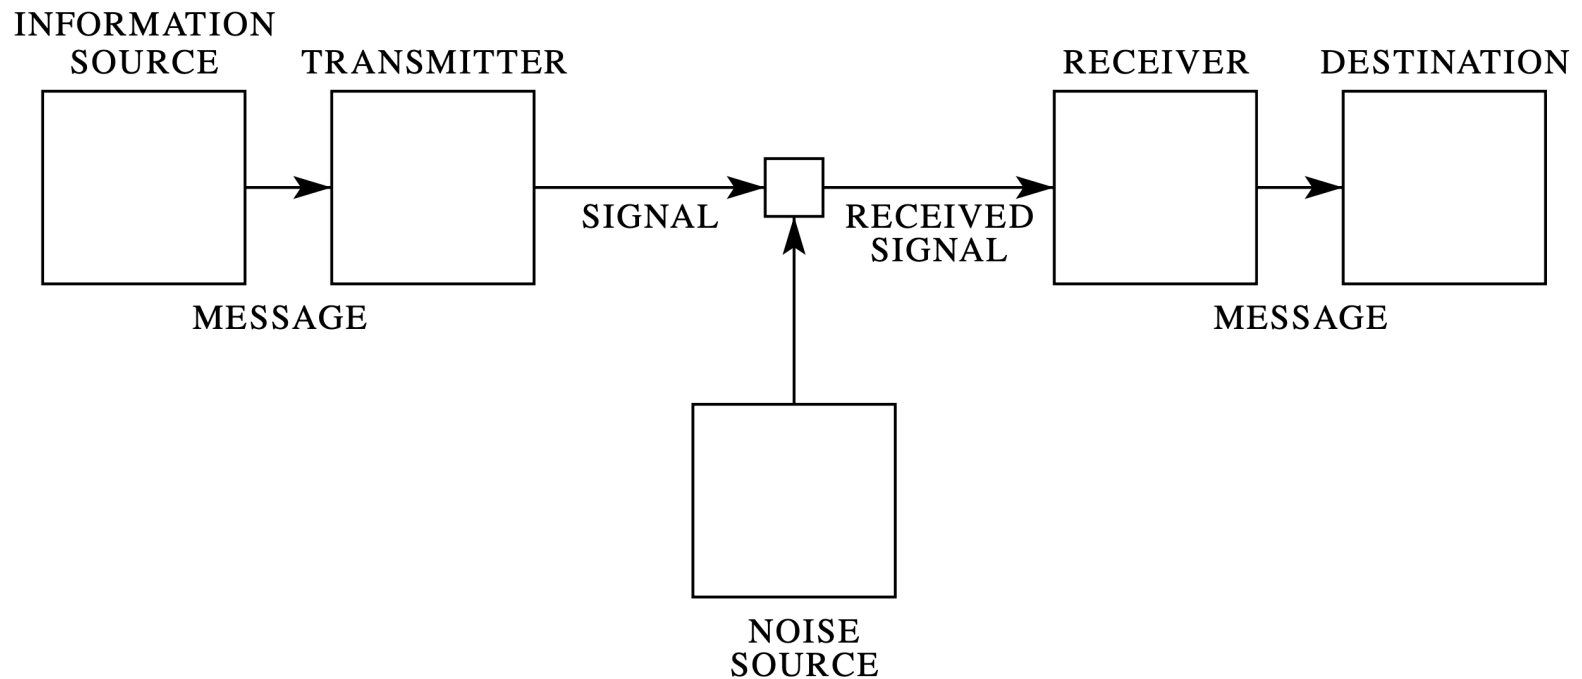 INFORMATION
SOURCE
TRANSMITTER
RECEIVER
DESTINATION
SIGNAL
RECEIVED
SIGNAL
MESSAGE
MESSAGE
NOISE
SOURCE